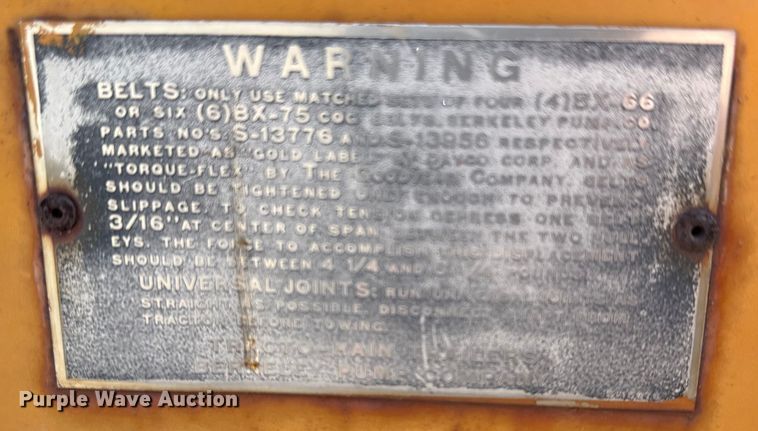 WARNING
BELTS: ONLY USE MATCHED SETS OF FOUR (4) BX-66
OR SIX (6) BX-75 COG BELTS, BERKELEY PUMP CO.
PARTS NO'S. S-13776 AND S-13956 RESPECTIVELY
MARKETED AS "GOLD LABEL" DAYCO CORP. AND AS
"TORQUE-FLEX" BY THE GOODYEAR COMPANY. BELTS
SHOULD BE TIGHTENED ONLY ENOUGH TO PREVENT
SLIPPAGE. TO CHECK TENSION DEPRESS ONE BELT
3/16" AT CENTER OF SPAN BETWEEN THE TWO
EYS. THE FORCE TO ACCOMPLISH THIS DISPLACEMENT
SHOULD BE BETWEEN 4 1/4 AND
UNIVERSAL JOINTS: RUN
STRAIGHT AS POSSIBLE. DISCONNECT FROM
TRACTOR BEFORE TOWING.
Purple Wave Auction